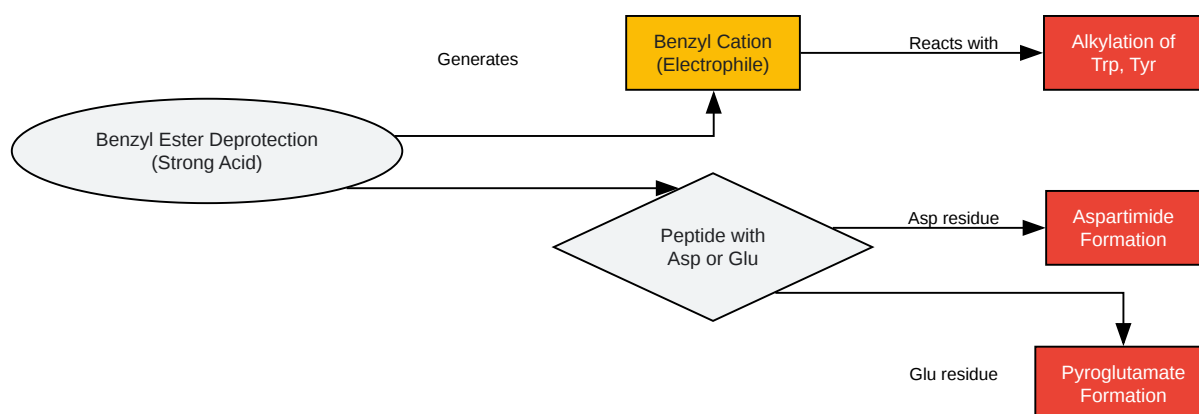 Generates
Benzyl Cation
(Electrophile)
Reacts with
Alkylation of
Trp, Tyr
Benzyl Ester Deprotection
(Strong Acid)
Peptide with
Asp or Glu
Asp residue
Aspartimide
Formation
Glu residue
Pyroglutamate
Formation